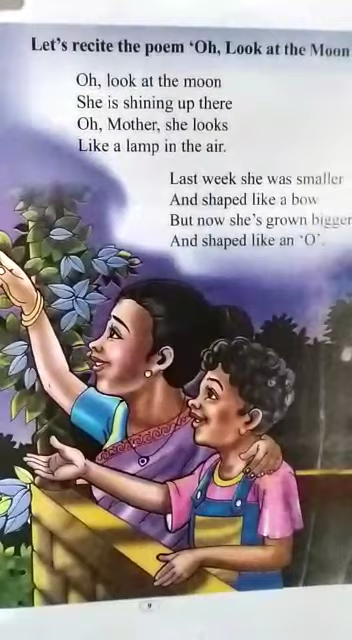 Let's recite the poem 'Oh, Look at the Moon
Oh, look at the moon
She is shining up there
Oh, Mother, she looks
Like a lamp in the air.
Last week she was smaller
And shaped like a bow
But now she's grown bigger
And shaped like an 'O'.
9